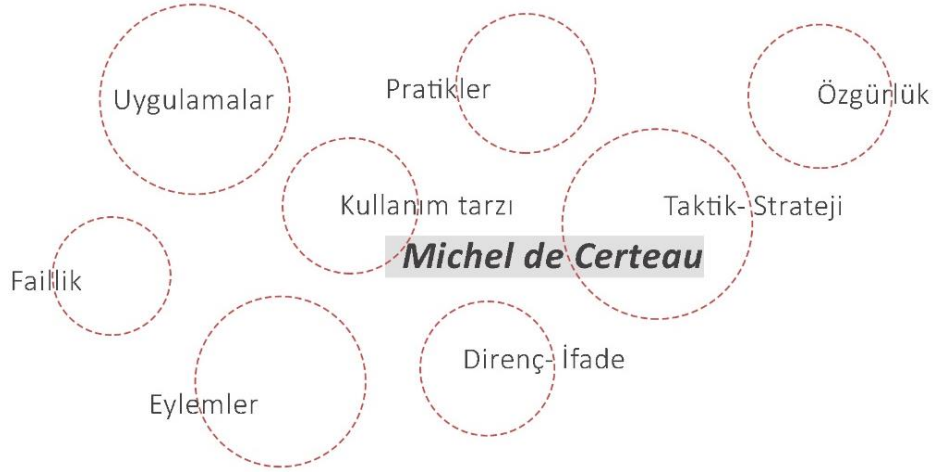 Uygulamalar
Pratikler
Özgürlük
Kullanım tarzı
Taktik- Strateji
Michel de Certeau
Faillik
Direnç- İfade
Eylemler